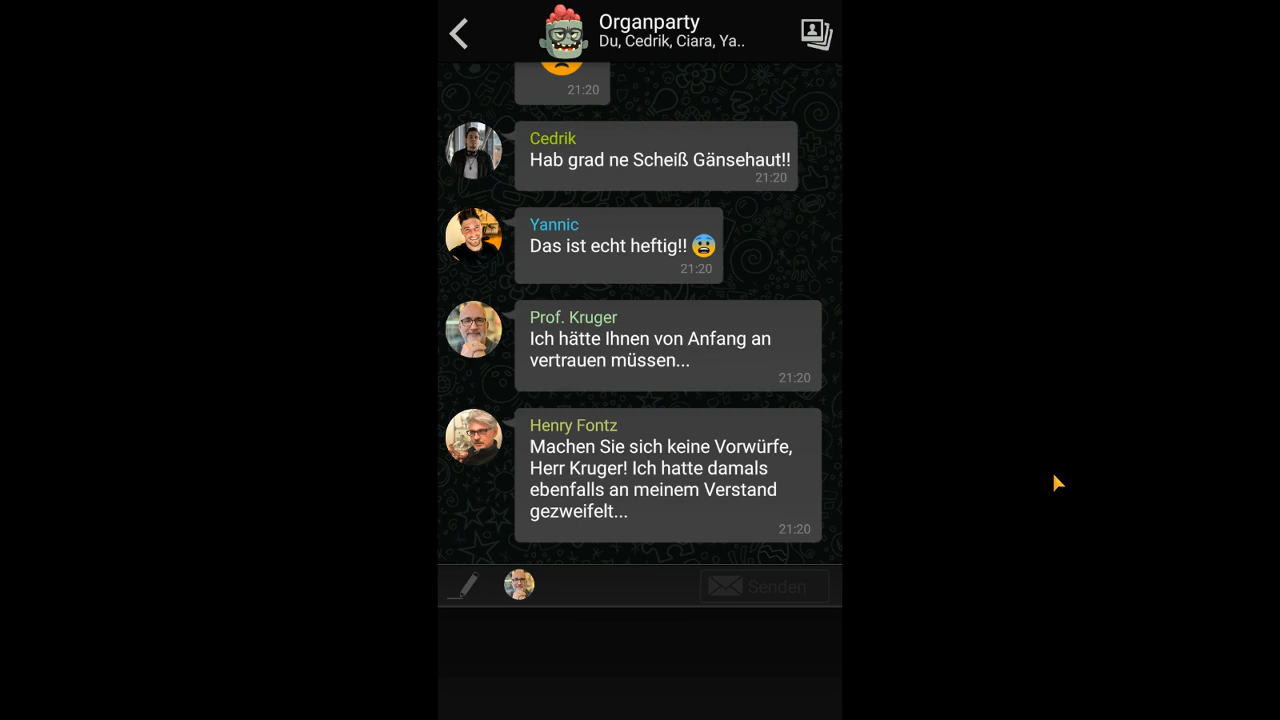 Organparty
Du, Cedrik, Ciara, Ya..
21:20
Cedrik
Hab grad ne Scheiß Gänsehaut!!
21:20
Yannic
Das ist echt heftig!! 😨
21:20
Prof. Kruger
Ich hätte Ihnen von Anfang an
vertrauen müssen...
21:20
Henry Fontz
Machen Sie sich keine Vorwürfe,
Herr Kruger! Ich hatte damals
ebenfalls an meinem Verstand
gezweifelt...
21:20
Senden